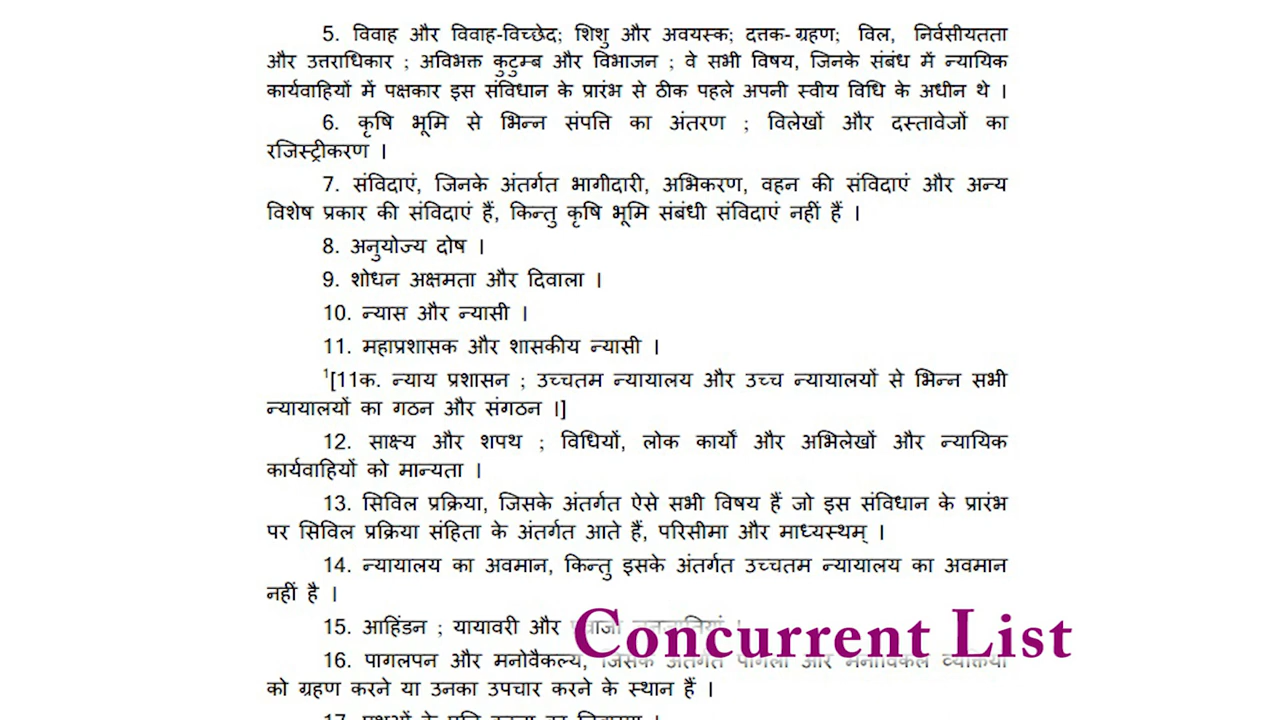 5. विवाह और विवाह-विच्छेद; शिशु और अवयस्क; दत्तक-ग्रहण; विल, निर्वसीयतता
और उत्तराधिकार ; अविभक्त कुटुम्ब और विभाजन ; वे सभी विषय, जिनके संबंध में न्यायिक
कार्यवाहियों में पक्षकार इस संविधान के प्रारंभ से ठीक पहले अपनी स्वीय विधि के अधीन थे ।
6. कृषि भूमि से भिन्न संपत्ति का अंतरण ; विलेखों और दस्तावेजों का
रजिस्ट्रीकरण ।
7. संविदाएं, जिनके अंतर्गत भागीदारी, अभिकरण, वहन की संविदाएं और अन्य
विशेष प्रकार की संविदाएं हैं, किन्तु कृषि भूमि संबंधी संविदाएं नहीं हैं ।
8. अनुयोज्य दोष ।
9. शोधन अक्षमता और दिवाला ।
10. न्यास और न्यासी ।
11. महाप्रशासक और शासकीय न्यासी ।
1[11क. न्याय प्रशासन ; उच्चतम न्यायालय और उच्च न्यायालयों से भिन्न सभी
न्यायालयों का गठन और संगठन ।]
12. साक्ष्य और शपथ ; विधियों, लोक कार्यों और अभिलेखों और न्यायिक
कार्यवाहियों को मान्यता ।
13. सिविल प्रक्रिया, जिसके अंतर्गत ऐसे सभी विषय हैं जो इस संविधान के प्रारंभ
पर सिविल प्रक्रिया संहिता के अंतर्गत आते हैं, परिसीमा और माध्यस्थम् ।
14. न्यायालय का अवमान, किन्तु इसके अंतर्गत उच्चतम न्यायालय का अवमान
नहीं है ।
15. आहिंडन ; यायावरी और
Concurrent List
16. पागलपन और मनोवैकल्य, जिसके अंतर्गत
को ग्रहण करने या उनका उपचार करने के स्थान हैं ।